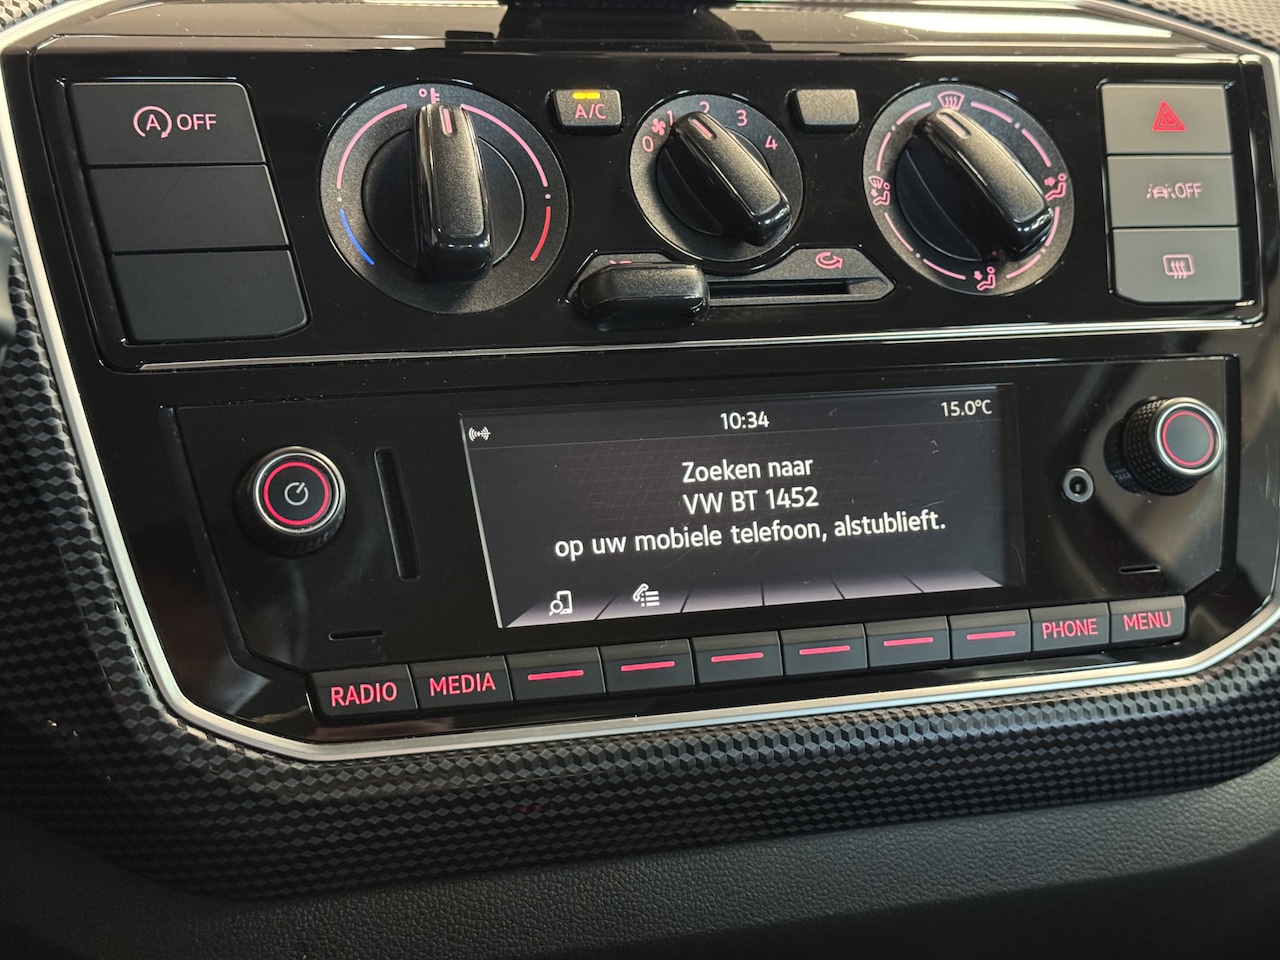 A OFF
A/C
0 1 2 3 4
OFF
10:34
15.0°C
Zoeken naar
VW BT 1452
op uw mobiele telefoon, alstublieft.
RADIO
MEDIA
PHONE
MENU